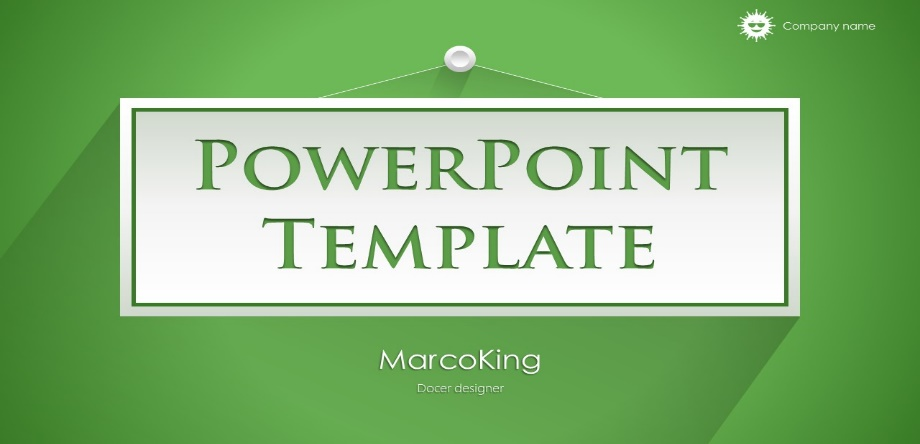 Company name
PowerPoint
Template
MarcoKing
Docer designer